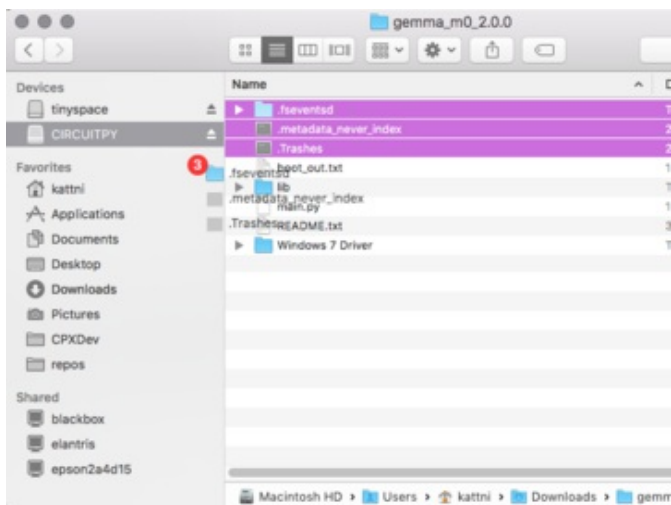 gemma_m0_2.0.0
Devices
tinyspace
CIRCUITPY
Favorites
kattni
Applications
Documents
Desktop
Downloads
Pictures
CPXDev
repos
Shared
blackbox
elantris
epson2a4d15
Name
.fseventsd
.metadata_never_index
.Trashes
boot_out.txt
lib
main.py
README.txt
Windows 7 Driver
3
.fseventsd
.metadata_never_index
.Trashes
Macintosh HD › Users › kattni › Downloads › gemm